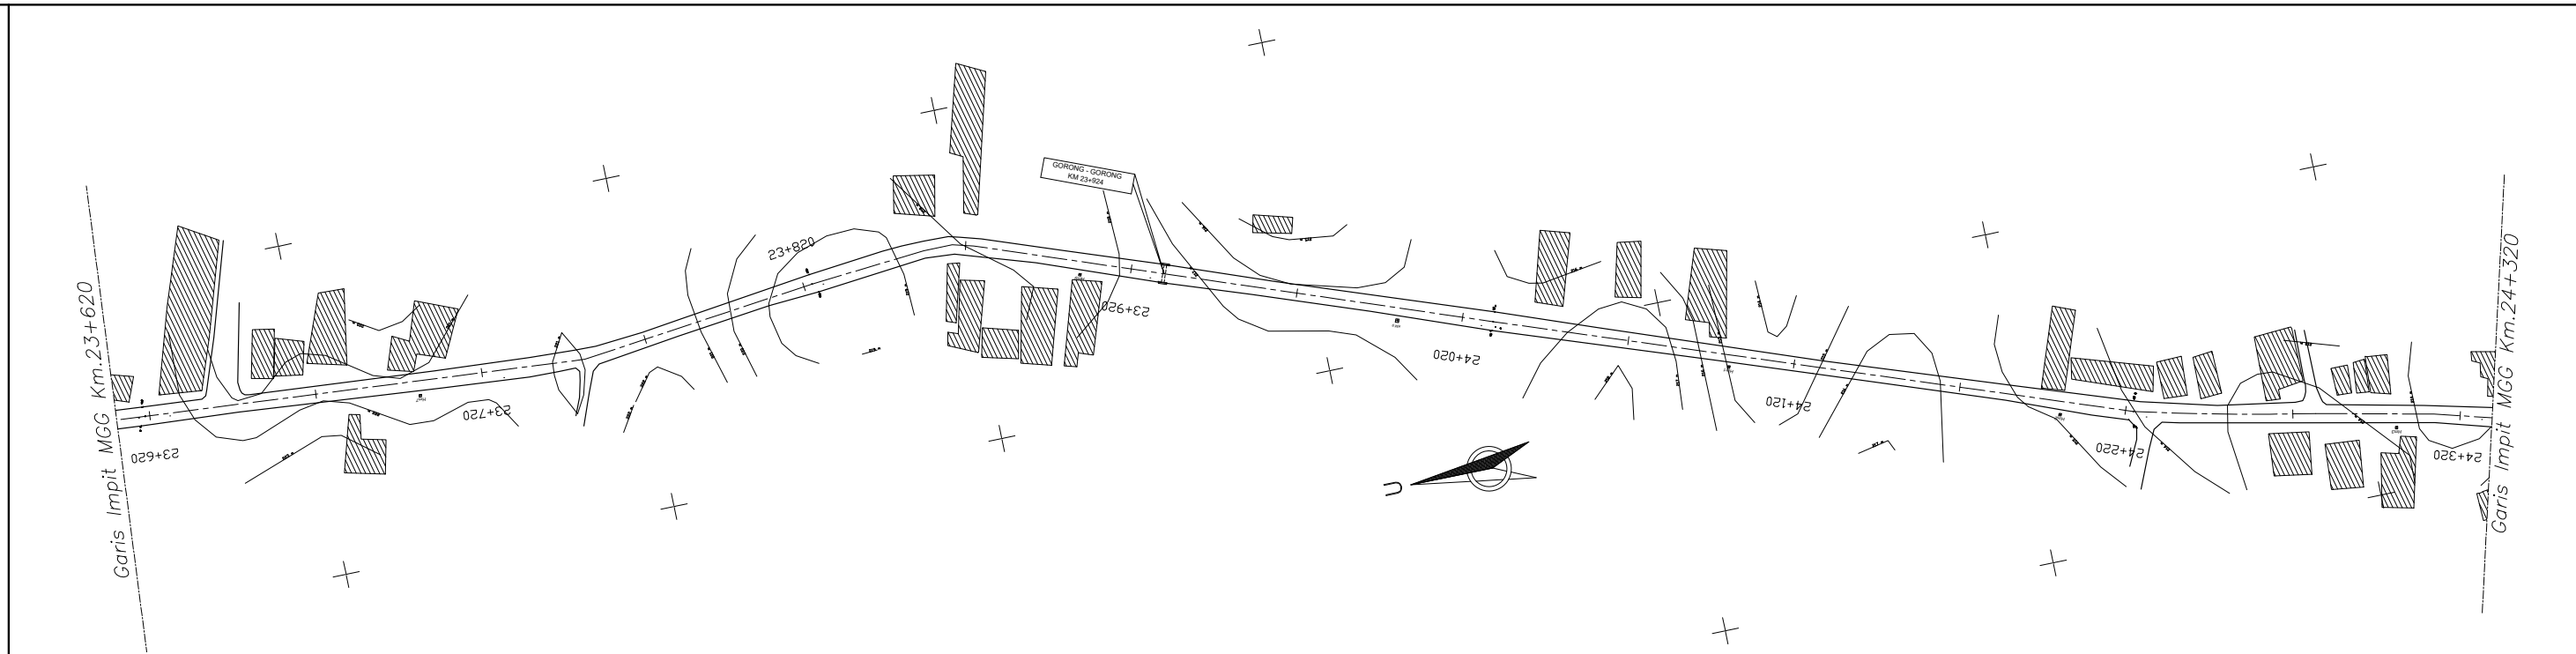 Garis Impit MGG Km.23+620
23+620
23+720
23+820
GORONG - GORONG
KM 23+924
23+920
24+020
U
24+120
24+220
24+320
Garis Impit MGG Km.24+320